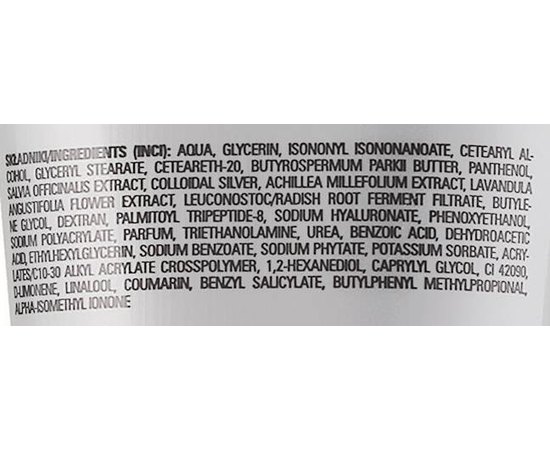 SKŁADNIKI/INGREDIENTS (INCI): AQUA, GLYCERIN, ISONONYL ISONONANOATE, CETEARYL AL-
COHOL, GLYCERYL STEARATE, CETEARETH-20, BUTYROSPERMUM PARKII BUTTER, PANTHENOL,
SALVIA OFFICINALIS EXTRACT, COLLOIDAL SILVER, ACHILLEA MILLEFOLIUM EXTRACT, LAVANDULA
ANGUSTIFOLIA FLOWER EXTRACT, LEUCONOSTOC/RADISH ROOT FERMENT FILTRATE, BUTYLE-
NE GLYCOL, DEXTRAN, PALMITOYL TRIPEPTIDE-8, SODIUM HYALURONATE, PHENOXYETHANOL,
SODIUM POLYACRYLATE, PARFUM, TRIETHANOLAMINE, UREA, BENZOIC ACID, DEHYDROACETIC
ACID, ETHYLHEXYLGLYCERIN, SODIUM BENZOATE, SODIUM PHYTATE, POTASSIUM SORBATE, ACRY-
LATES/C10-30 ALKYL ACRYLATE CROSSPOLYMER, 1,2-HEXANEDIOL, CAPRYLYL GLYCOL, CI 42090,
D-LIMONENE, LINALOOL, COUMARIN, BENZYL SALICYLATE, BUTYLPHENYL METHYLPROPIONAL,
ALPHA-ISOMETHYL IONONE